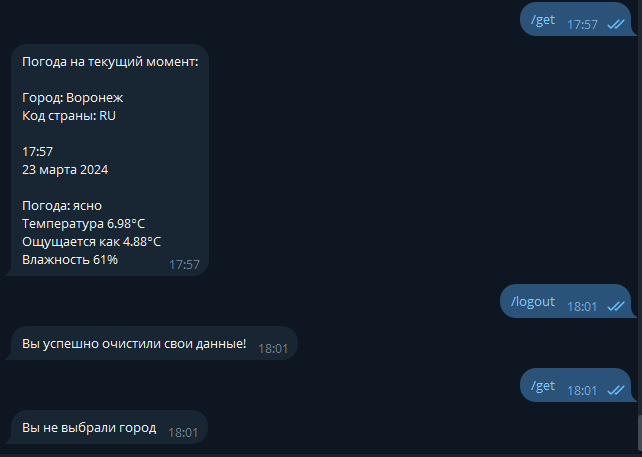 /get 17:57
Погода на текущий момент:
Город: Воронеж
Код страны: RU
17:57
23 марта 2024
Погода: ясно
Температура 6.98°C
Ощущается как 4.88°C
Влажность 61% 17:57
/logout 18:01
Вы успешно очистили свои данные! 18:01
/get 18:01
Вы не выбрали город 18:01